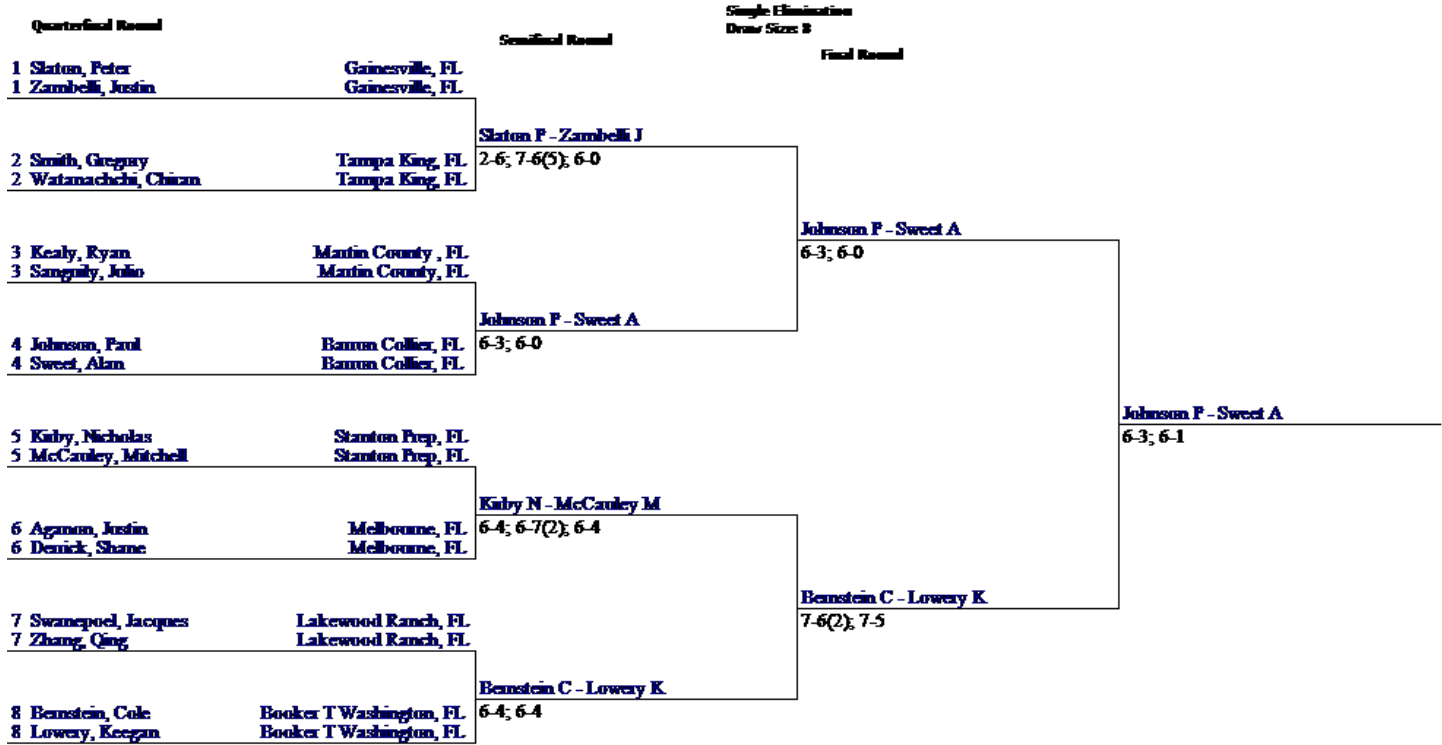 Single Elimination
Quarterfinal Round
Draw Size: 8
Semifinal Round
Final Round
1 Slaton, Peter Gainesville, FL
1 Zambelli, Justin Gainesville, FL
Slaton P - Zambelli J
2 Smith, Gregory Tampa King, FL 2-6; 7-6(5); 6-0
2 Watanachchi, Chican Tampa King, FL
Johnson P - Sweet A
3 Kealy, Ryan Martin County , FL 6-3; 6-0
3 Sanguily, Julio Martin County, FL
Johnson P - Sweet A
4 Johnson, Paul Barron Collier, FL 6-3; 6-0
4 Sweet, Alan Barron Collier, FL
Johnson P - Sweet A
5 Kirby, Nicholas Stanton Prep, FL 6-3; 6-1
5 McCauley, Mitchell Stanton Prep, FL
Kirby N - McCauley M
6 Aganon, Justin Melbourne, FL 6-4; 6-7(2); 6-4
6 Derrick, Shane Melbourne, FL
Bernstein C - Lowery K
7 Swanepoel, Jacques Lakewood Ranch, FL 7-6(2); 7-5
7 Zhang, Qing Lakewood Ranch, FL
Bernstein C - Lowery K
8 Bernstein, Cole Booker T Washington, FL 6-4; 6-4
8 Lowery, Keegan Booker T Washington, FL